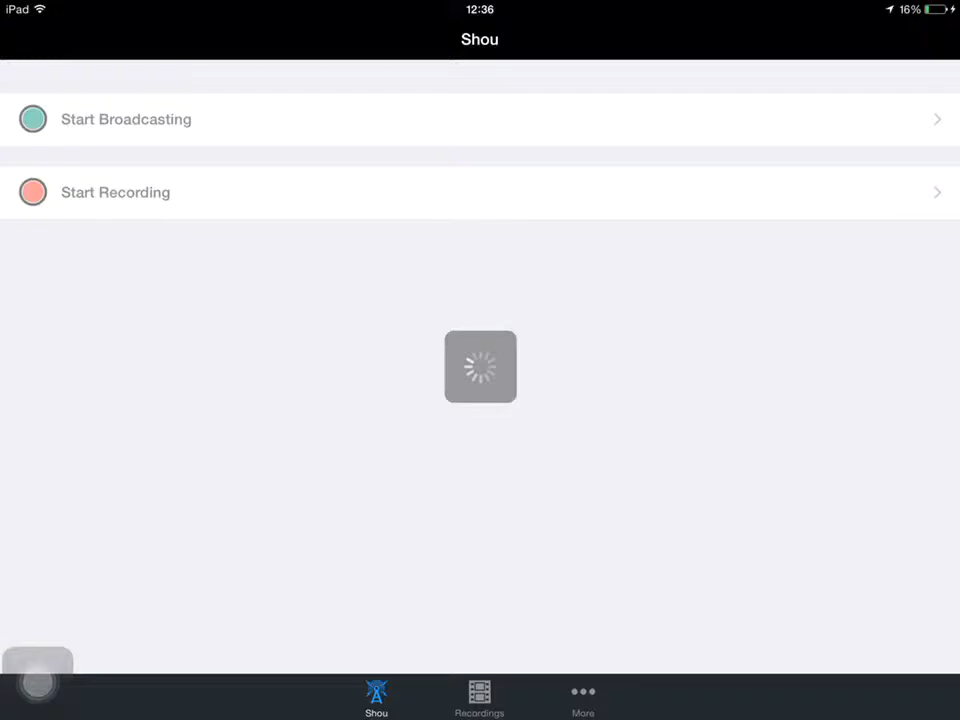 iPad
12:36
16%
Shou
Start Broadcasting
Start Recording
Shou
Recordings
More